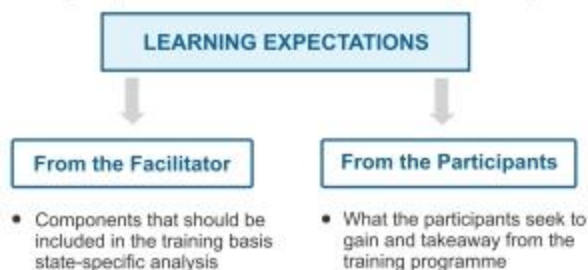 LEARNING EXPECTATIONS
From the Facilitator
• Components that should be
included in the training basis
state-specific analysis
From the Participants
• What the participants seek to
gain and takeaway from the
training programme